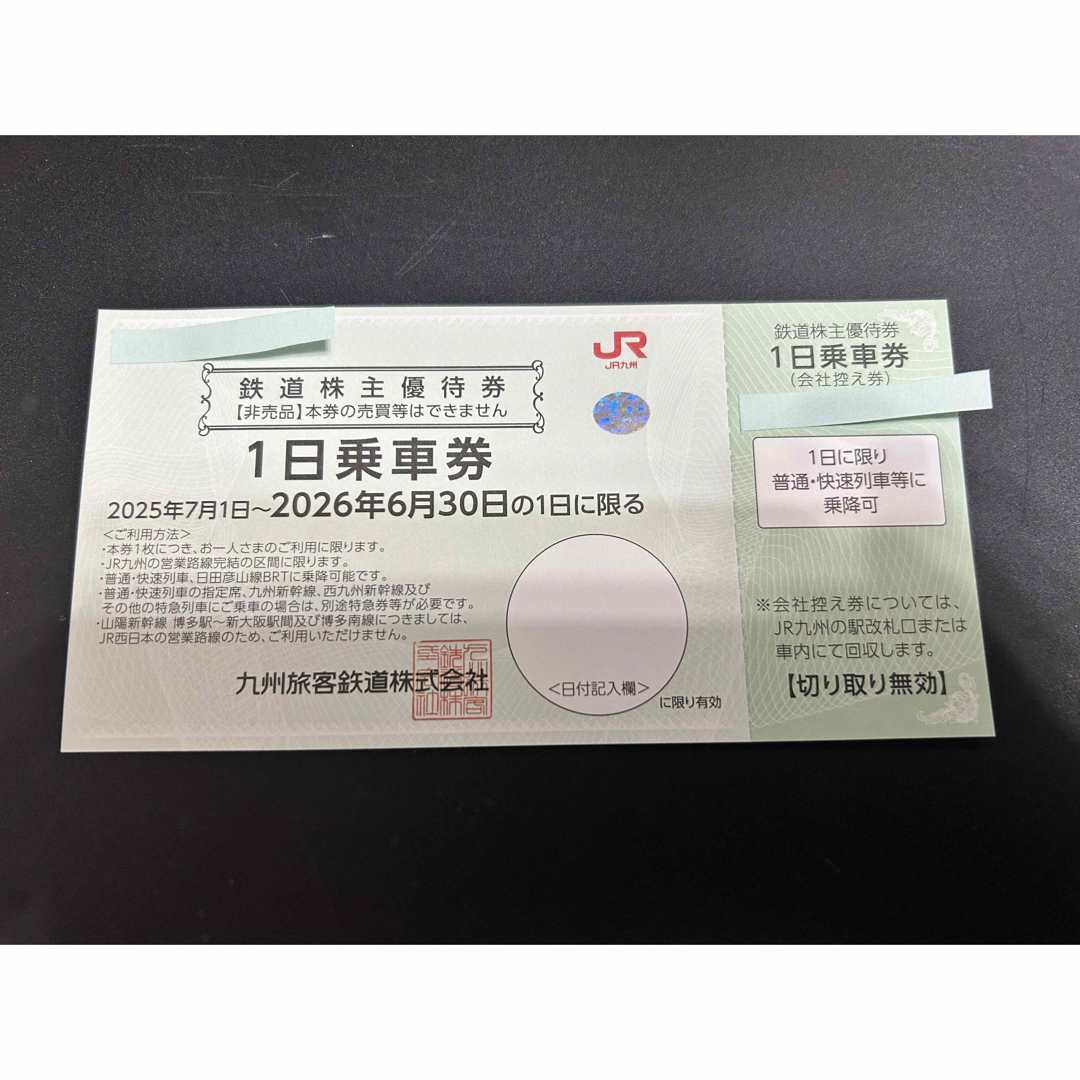 鉄道株主優待券
【非売品】本券の売買等はできません
JR
JR九州
1日乗車券
2025年7月1日～2026年6月30日の1日に限る
＜ご利用方法＞
・本券1枚につき、お一人さまのご利用に限ります。
・JR九州の営業路線完結の区間に限ります。
・普通・快速列車、日田彦山線BRTに乗降可能です。
・普通・快速列車の指定席、九州新幹線、西九州新幹線及び
その他の特急列車にご乗車の場合は、別途特急券等が必要です。
・山陽新幹線 博多駅～新大阪駅間及び博多南線につきましては、
JR西日本の営業路線のため、ご利用いただけません。
九州旅客鉄道株式会社
＜日付記入欄＞
に限り有効
鉄道株主優待券
1日乗車券
（会社控え券）
1日に限り
普通・快速列車等に
乗降可
※会社控え券については、
JR九州の駅改札口または
車内にて回収します。
【切り取り無効】